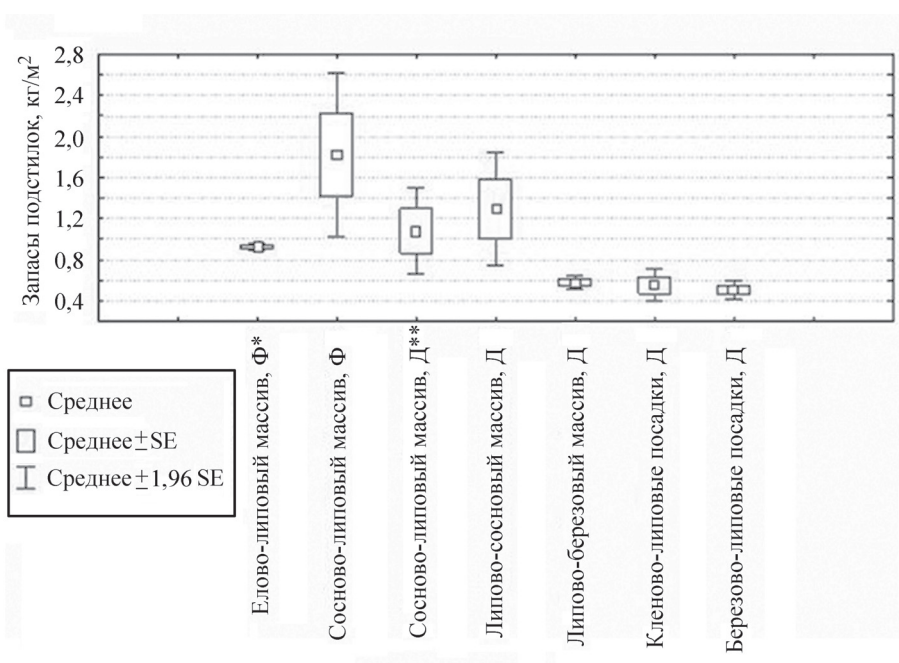 Запасы подстилок, кг/м²
2,8
2,4
2,0
1,6
1,2
0,8
0,4
Елово-липовый массив, Ф*
Сосново-липовый массив, Ф
Сосново-липовый массив, Д**
Липово-сосновый массив, Д
Липово-березовый массив, Д
Кленово-липовые посадки, Д
Березово-липовые посадки, Д
Среднее
Среднее±SE
Среднее±1,96 SE